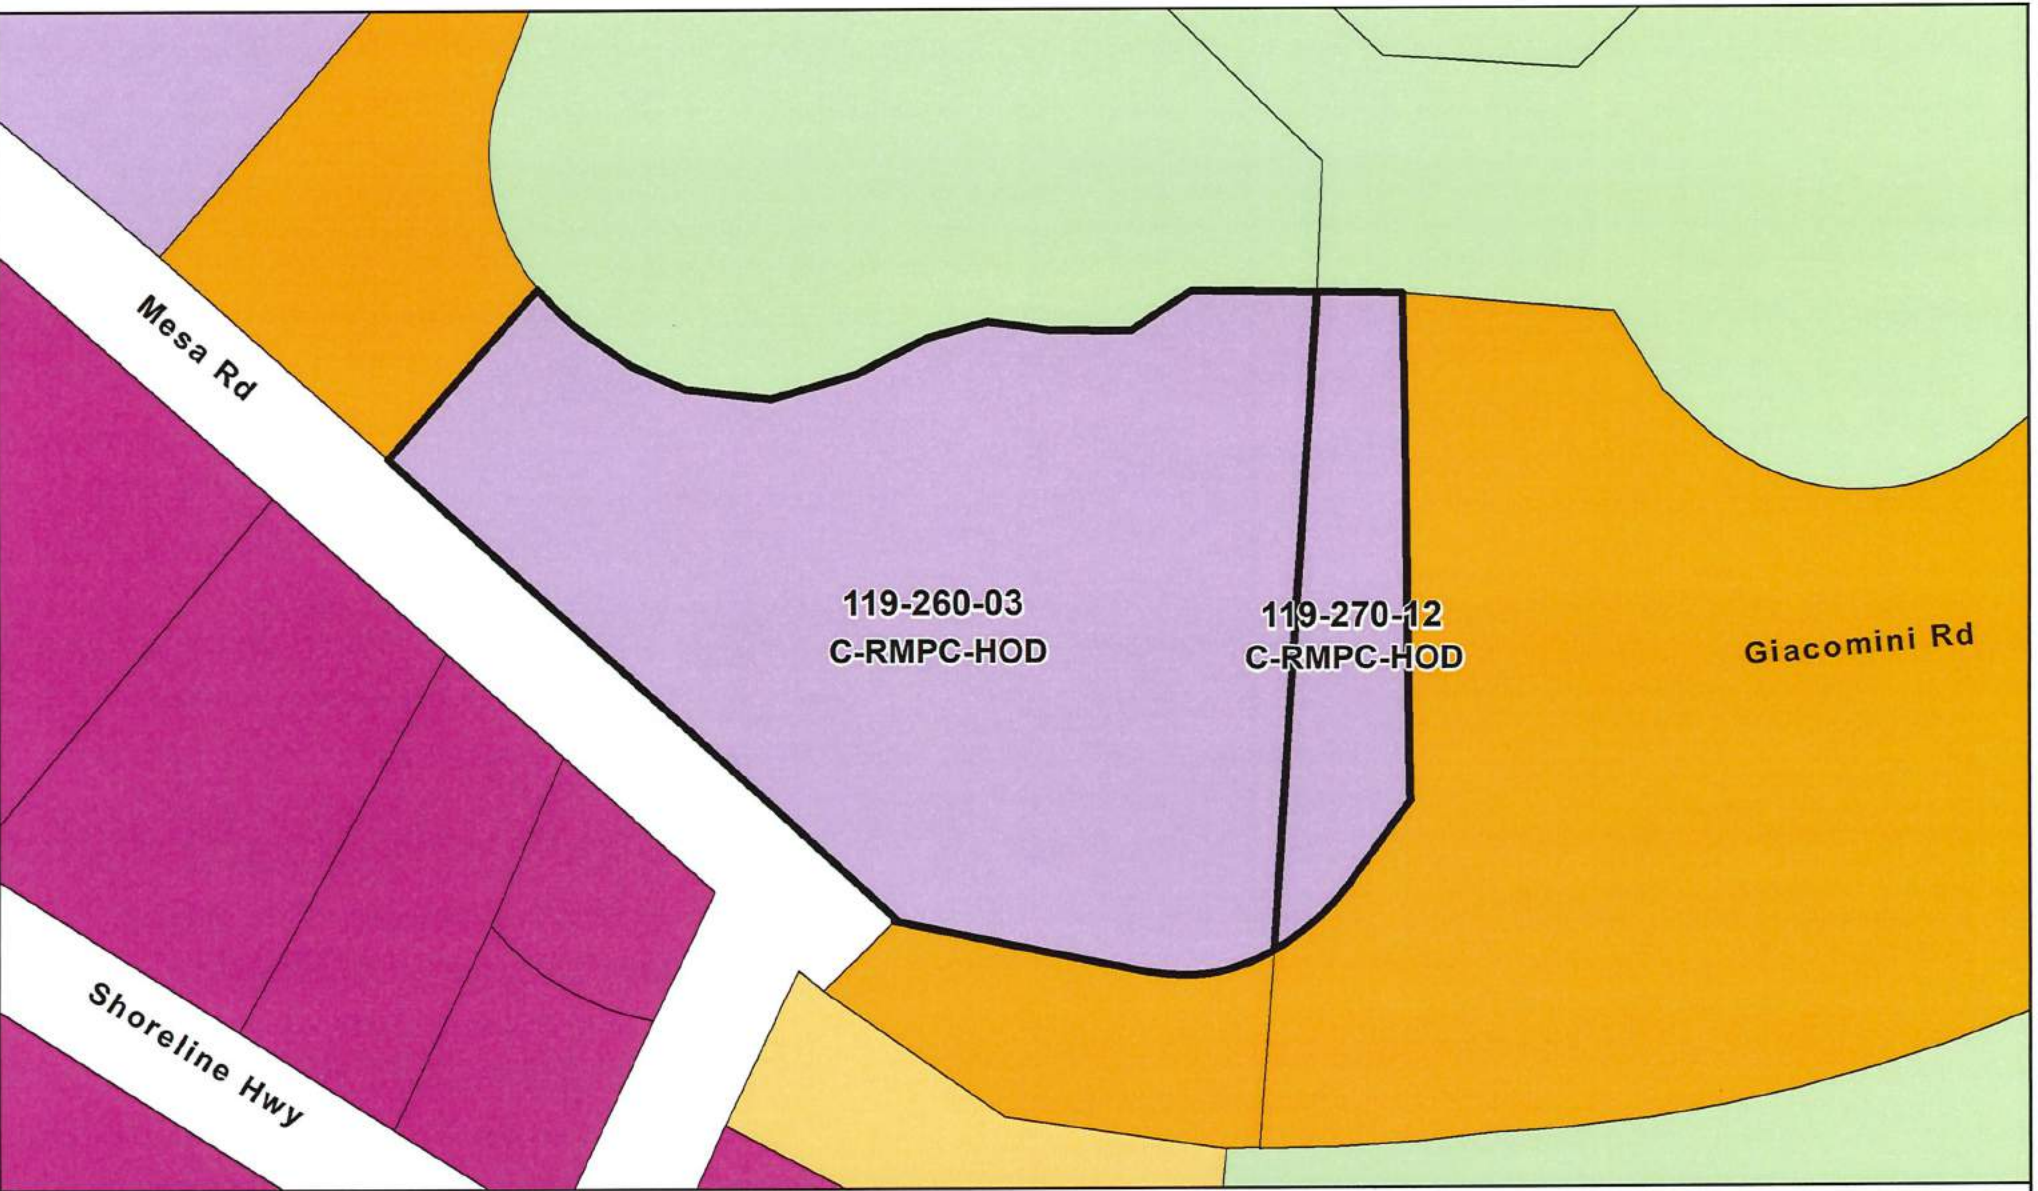 Mesa Rd
119-260-03
C-RMPC-HOD
119-270-12
C-RMPC-HOD
Giacomini Rd
Shoreline Hwy